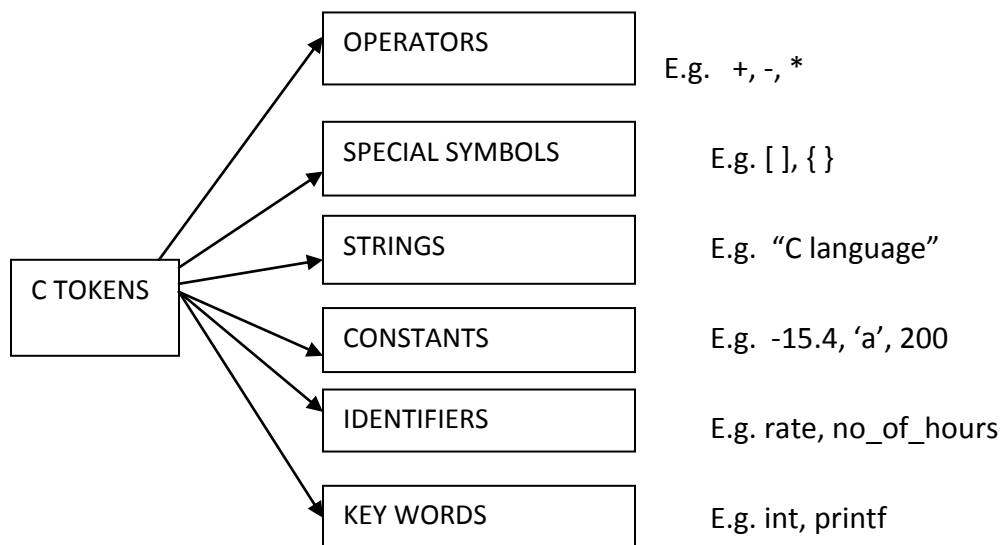 OPERATORS
E.g.   +, -, *
SPECIAL SYMBOLS
E.g. [ ], { }
STRINGS
E.g.  “C language”
C TOKENS
CONSTANTS
E.g.  -15.4, ‘a’, 200
IDENTIFIERS
E.g. rate, no_of_hours
KEY WORDS
E.g. int, printf